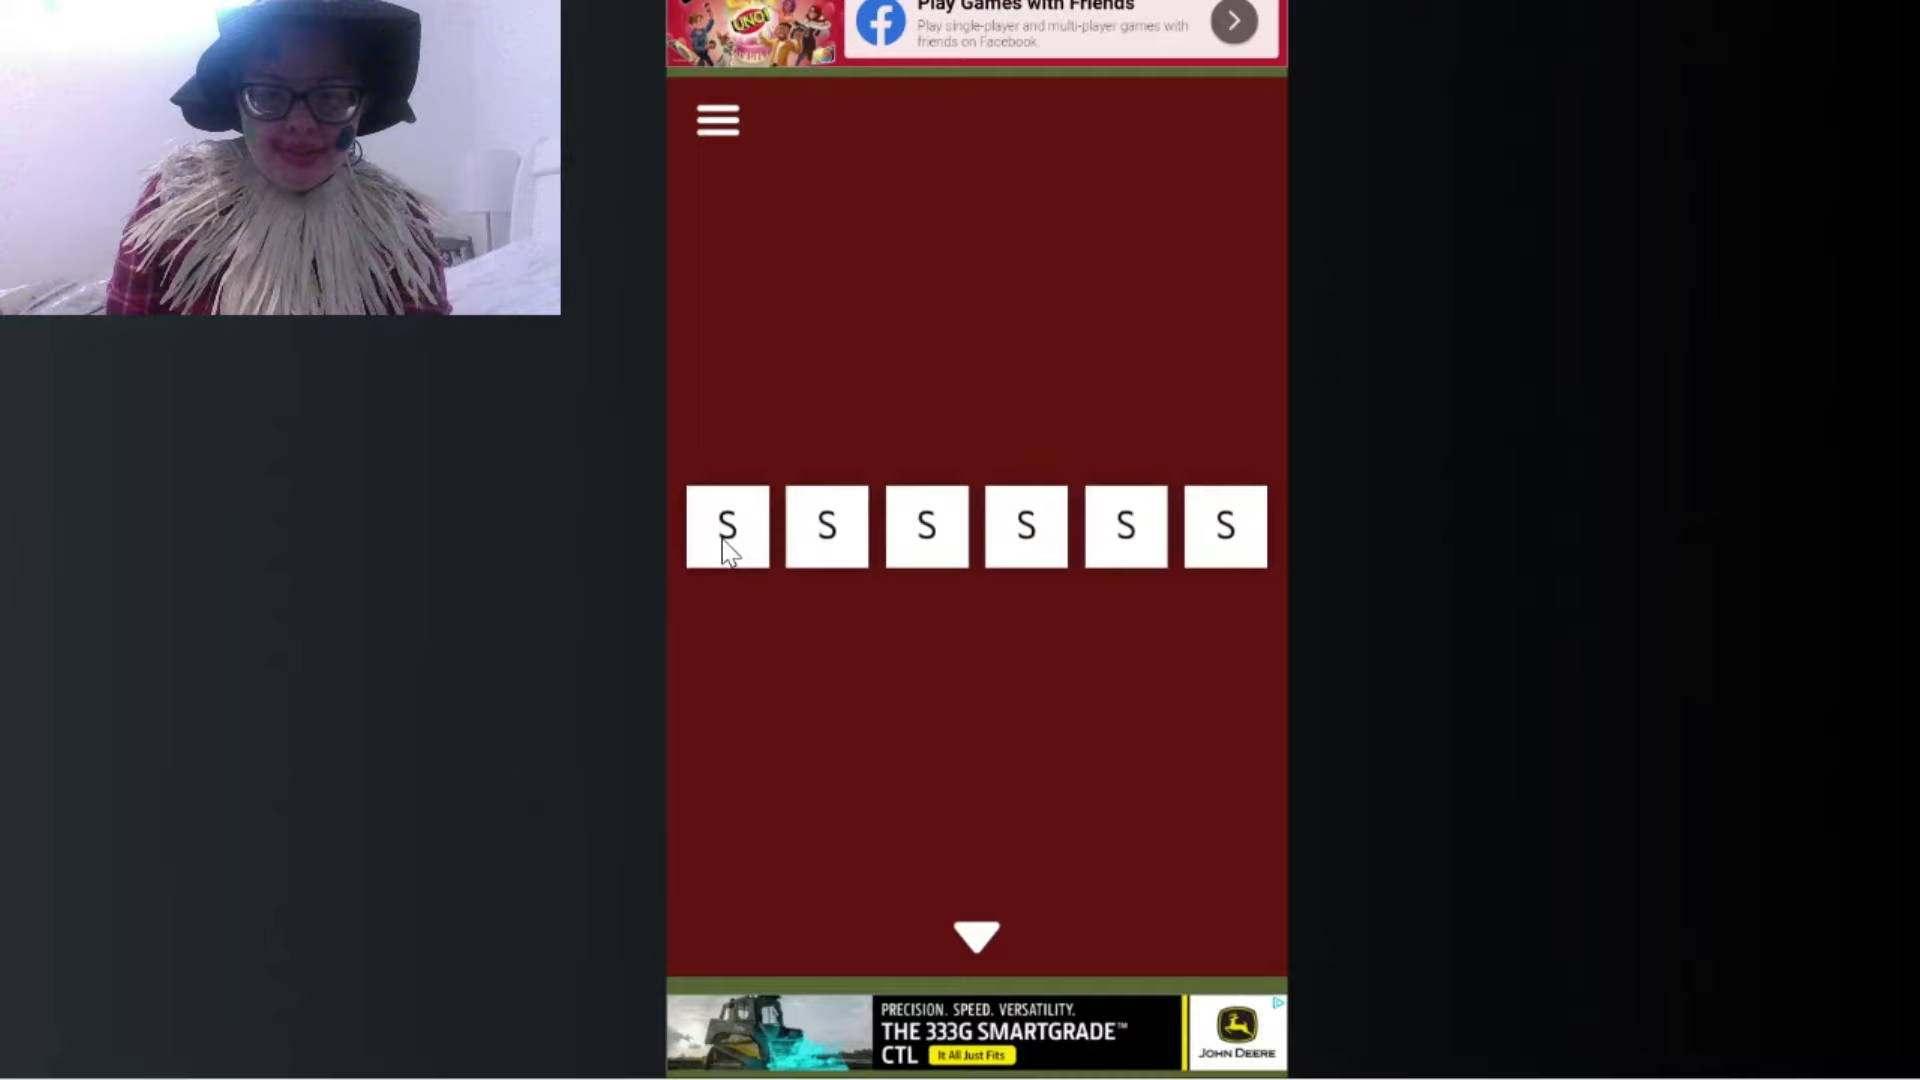 Play Games with Friends
Play single-player and multi-player games with
friends on Facebook.
UNO!
S S S S S S
PRECISION. SPEED. VERSATILITY.
THE 333G SMARTGRADE™
CTL It All Just Fits
JOHN DEERE